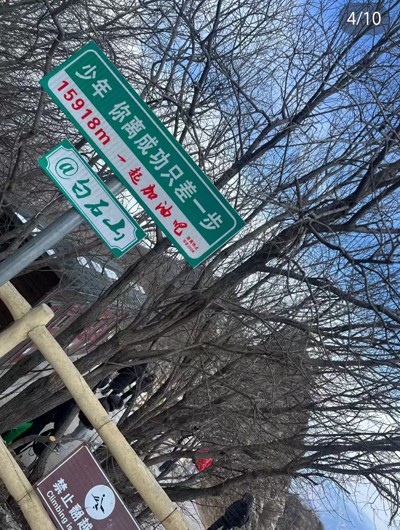 4/10
少年 你离成功只差一步
15918m 一起加油吧
@白石山
禁止翻越
Climbing